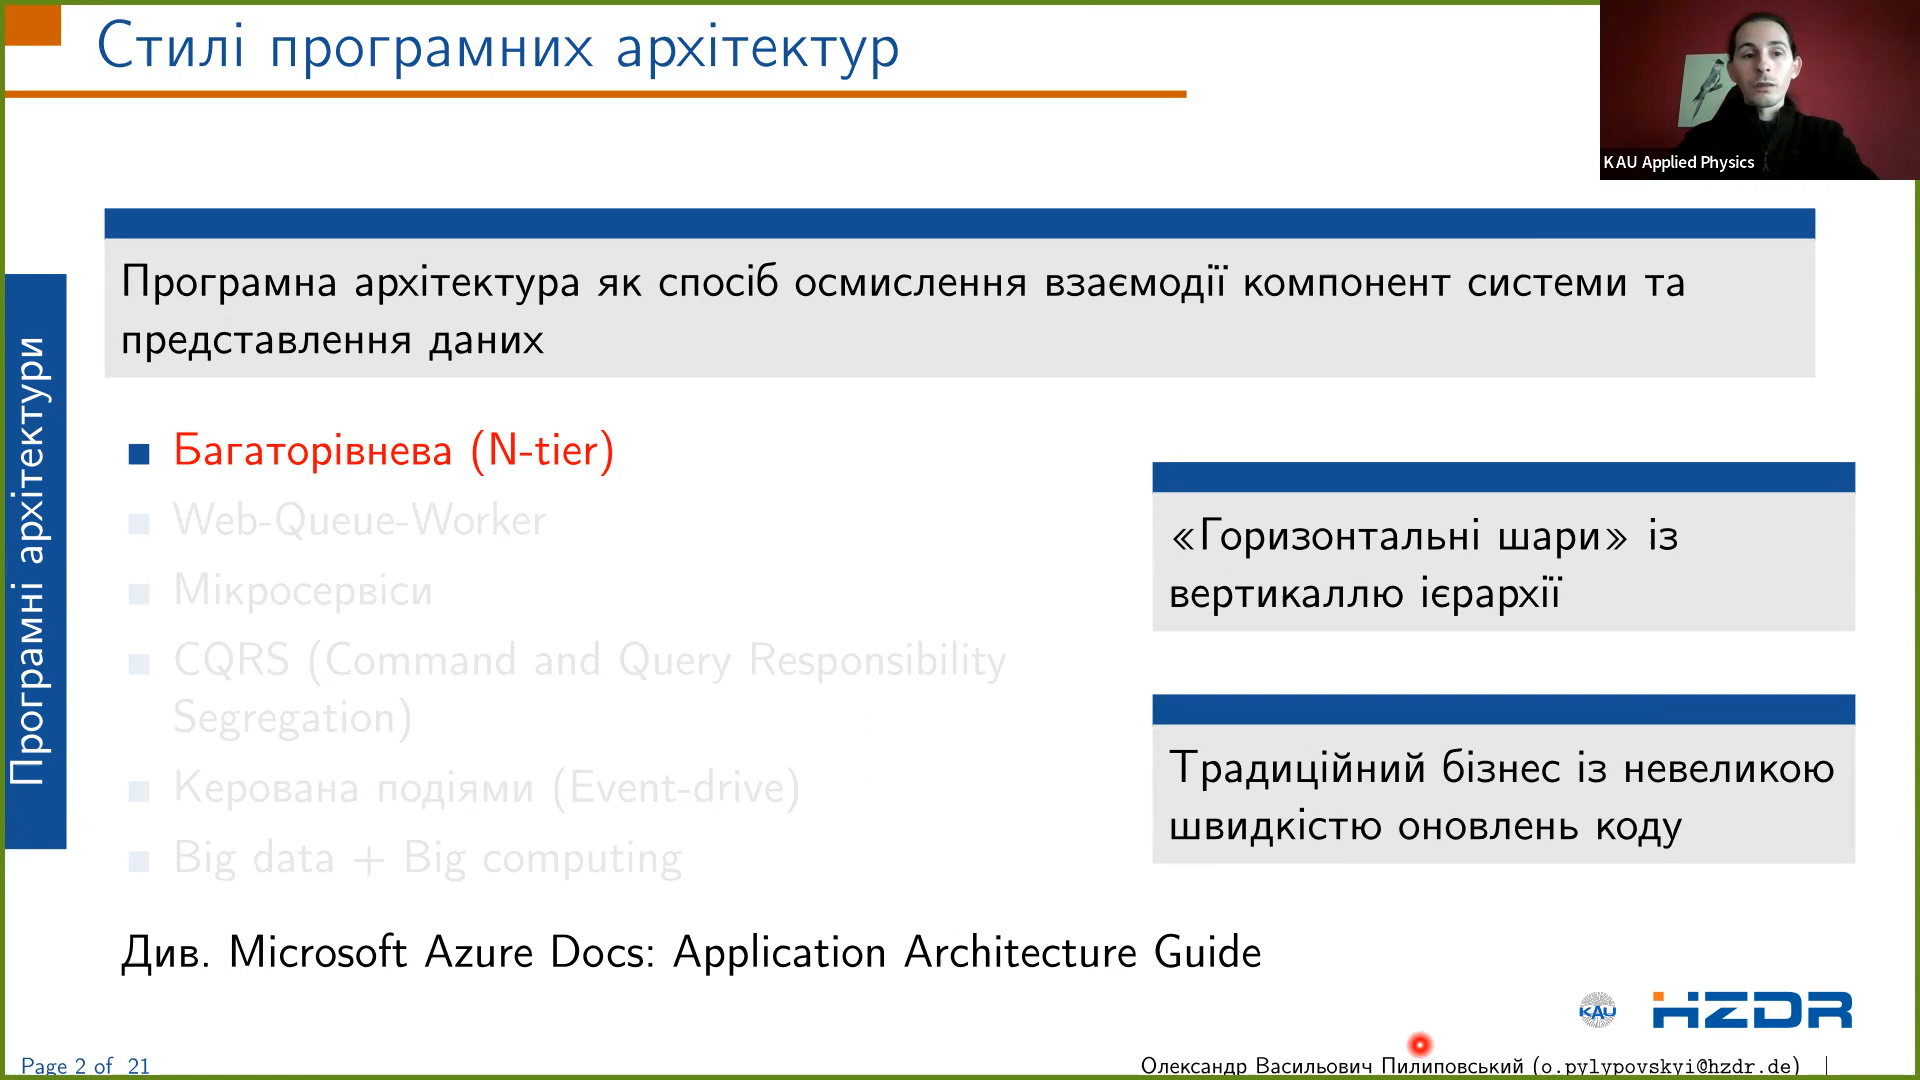 Стилі програмних архітектур
KAU Applied Physics
Програмна архітектура як спосіб осмислення взаємодії компонент системи та
представлення даних
Програмні архітектури
Багаторівнева (N-tier)
Web-Queue-Worker
Мікросервіси
CQRS (Command and Query Responsibility
Segregation)
Керована подіями (Event-drive)
Big data + Big computing
«Горизонтальні шари» із
вертикаллю ієрархії
Традиційний бізнес із невеликою
швидкістю оновлень коду
Див. Microsoft Azure Docs: Application Architecture Guide
KAU
HZDR
Page 2 of 21
Олександр Васильович Пилиповський (o.pylypovskyi@hzdr.de) |